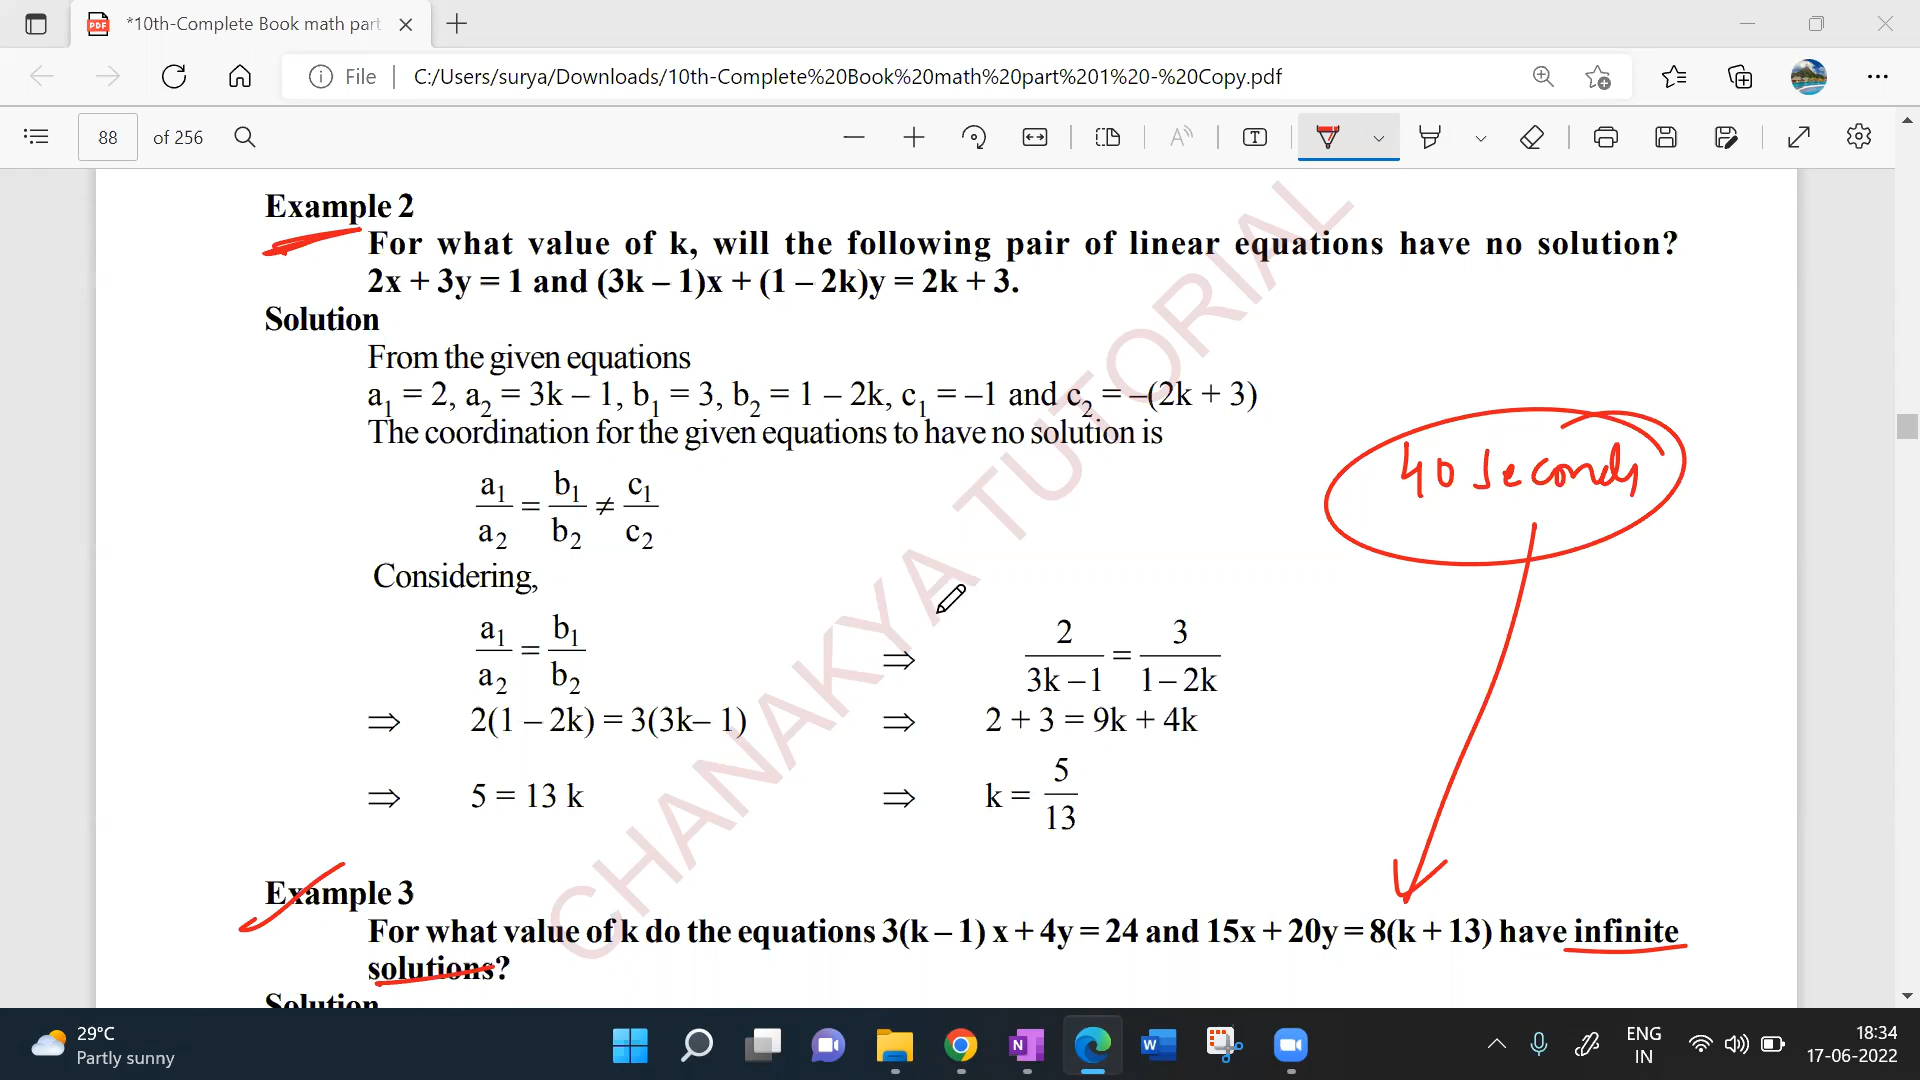 *10th-Complete Book math part
File
C:/Users/surya/Downloads/10th-Complete%20Book%20math%20part%201%20-%20Copy.pdf
88 of 256
Example 2
For what value of k, will the following pair of linear equations have no solution?
2x + 3y = 1 and (3k – 1)x + (1 – 2k)y = 2k + 3.
Solution
From the given equations
a₁ = 2, a₂ = 3k – 1, b₁ = 3, b₂ = 1 – 2k, c₁ = –1 and c₂ = –(2k + 3)
The coordination for the given equations to have no solution is
a₁/a₂ = b₁/b₂ ≠ c₁/c₂
40 seconds
Considering,
a₁/a₂ = b₁/b₂ ⇒ 2/(3k – 1) = 3/(1 – 2k)
⇒ 2(1 – 2k) = 3(3k– 1) ⇒ 2 + 3 = 9k + 4k
⇒ 5 = 13 k ⇒ k = 5/13
Example 3
For what value of k do the equations 3(k – 1) x + 4y = 24 and 15x + 20y = 8(k + 13) have infinite
solutions?
Solution
CHANAKYA TUTORIAL
29°C
Partly sunny
ENG
IN
18:34
17-06-2022